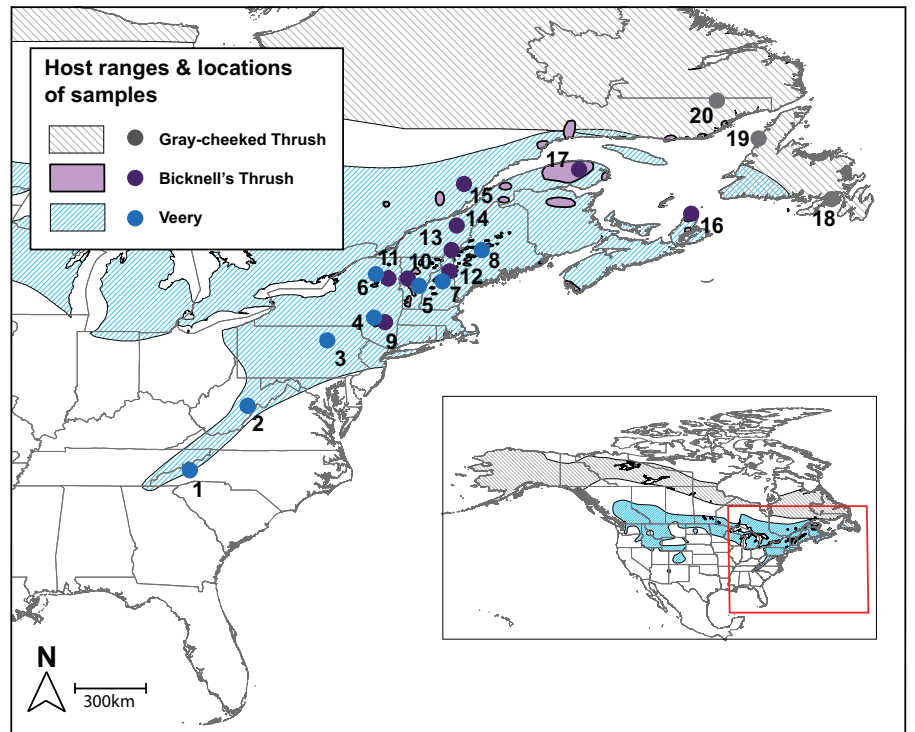 Host ranges & locations
of samples
Gray-cheeked Thrush
Bicknell's Thrush
Veery
20
19
18
17
16
15
14
13
11
10
8
12
6
5
7
4
9
3
2
1
N
300km